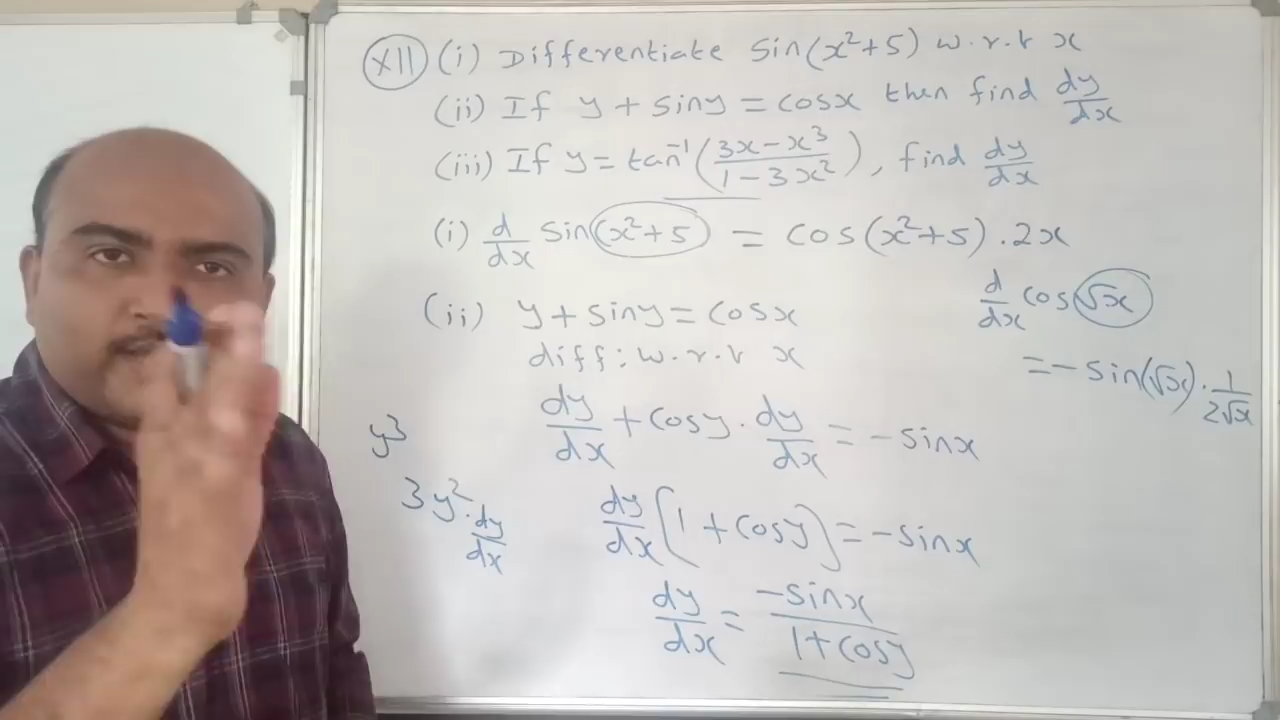 XII (i) Differentiate Sin(x²+5) w.r.t x
(ii) If y + siny = cosx then find dy/dx
(iii) If y = tan⁻¹((3x-x³)/(1-3x²)), find dy/dx
(i) d/dx Sin(x²+5) = cos(x²+5).2x
d/dx cos(√x)
= -sin(√x).1/(2√x)
(ii) y + siny = cosx
diff: w.r.t x
dy/dx + cosy.dy/dx = -sinx
y3
3y².dy/dx
dy/dx(1+cosy) = -sinx
dy/dx = -sinx/(1+cosy)